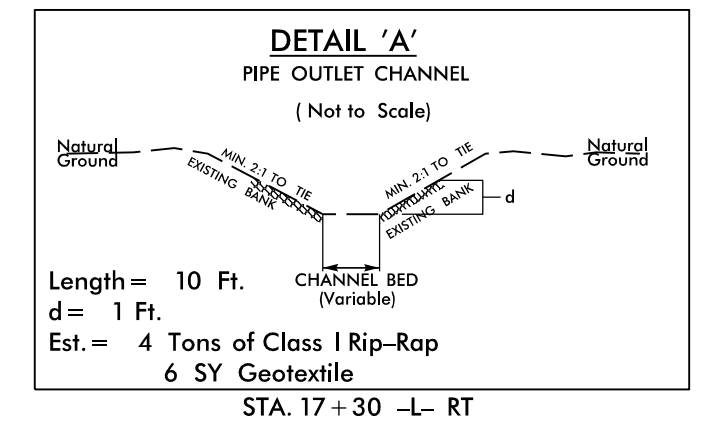 DETAIL 'A'
PIPE OUTLET CHANNEL
( Not to Scale)
Natural
Ground
MIN. 2:1 TO TIE
EXISTING BANK
MIN. 2:1 TO TIE
EXISTING BANK
Natural
Ground
d
CHANNEL BED
(Variable)
Length = 10 Ft.
d = 1 Ft.
Est. = 4 Tons of Class I Rip-Rap
6 SY Geotextile
STA. 17+30 -L- RT